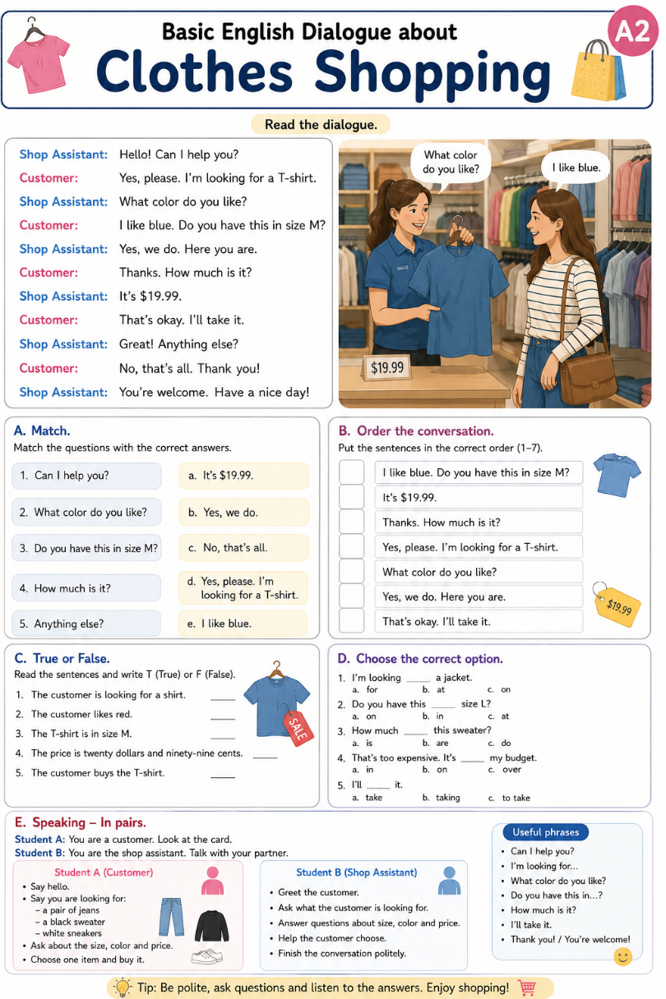 A2
Basic English Dialogue about
Clothes Shopping
Read the dialogue.
Shop Assistant: Hello! Can I help you?
Customer: Yes, please. I'm looking for a T-shirt.
Shop Assistant: What color do you like?
Customer: I like blue. Do you have this in size M?
Shop Assistant: Yes, we do. Here you are.
Customer: Thanks. How much is it?
Shop Assistant: It's $19.99.
Customer: That's okay. I'll take it.
Shop Assistant: Great! Anything else?
Customer: No, that's all. Thank you!
Shop Assistant: You're welcome. Have a nice day!
What color
do you like?
I like blue.
$19.99
A. Match.
Match the questions with the correct answers.
1. Can I help you?
a. It's $19.99.
2. What color do you like?
b. Yes, we do.
3. Do you have this in size M?
c. No, that's all.
4. How much is it?
d. Yes, please. I'm
looking for a T-shirt.
5. Anything else?
e. I like blue.
B. Order the conversation.
Put the sentences in the correct order (1–7).
I like blue. Do you have this in size M?
It's $19.99.
Thanks. How much is it?
Yes, please. I'm looking for a T-shirt.
What color do you like?
Yes, we do. Here you are.
That's okay. I'll take it.
$19.99
C. True or False.
Read the sentences and write T (True) or F (False).
1. The customer is looking for a shirt. ____
2. The customer likes red. ____
3. The T-shirt is in size M. ____
4. The price is twenty dollars and ninety-nine cents. ____
5. The customer buys the T-shirt. ____
SALE
D. Choose the correct option.
1. I'm looking ____ a jacket.
a. for b. at c. on
2. Do you have this ____ size L?
a. on b. in c. at
3. How much ____ this sweater?
a. is b. are c. do
4. That's too expensive. It's ____ my budget.
a. in b. on c. over
5. I'll ____ it.
a. take b. taking c. to take
E. Speaking – In pairs.
Student A: You are a customer. Look at the card.
Student B: You are the shop assistant. Talk with your partner.
Student A (Customer)
• Say hello.
• Say you are looking for:
– a pair of jeans
– a black sweater
– white sneakers
• Ask about the size, color and price.
• Choose one item and buy it.
Student B (Shop Assistant)
• Greet the customer.
• Ask what the customer is looking for.
• Answer questions about size, color and price.
• Help the customer choose.
• Finish the conversation politely.
Useful phrases
• Can I help you?
• I'm looking for...
• What color do you like?
• Do you have this in...?
• How much is it?
• I'll take it.
• Thank you! / You're welcome!
Tip: Be polite, ask questions and listen to the answers. Enjoy shopping!